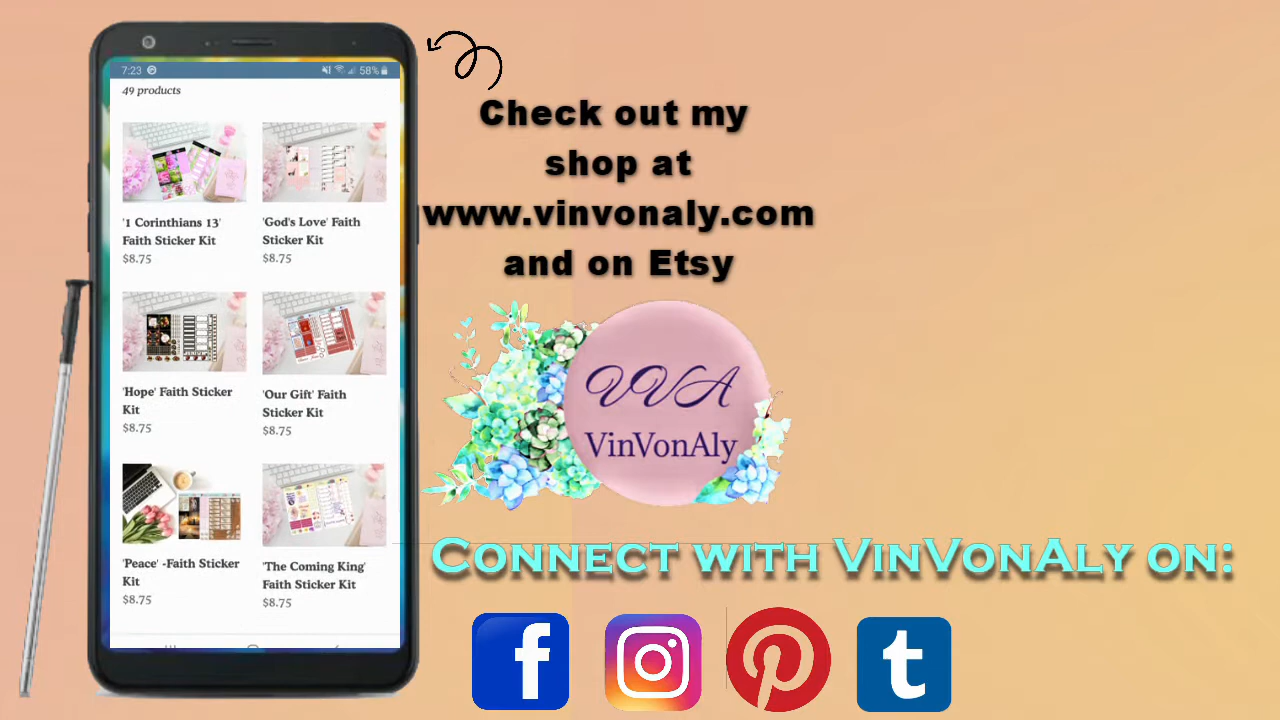 7:23
58%
49 products
'1 Corinthians 13'
Faith Sticker Kit
$8.75
'God's Love' Faith
Sticker Kit
$8.75
'Hope' Faith Sticker
Kit
$8.75
'Our Gift' Faith
Sticker Kit
$8.75
'Peace' -Faith Sticker
Kit
$8.75
'The Coming King'
Faith Sticker Kit
$8.75
Check out my
shop at
www.vinvonaly.com
and on Etsy
VVA
VinVonAly
Connect with VinVonAly on: